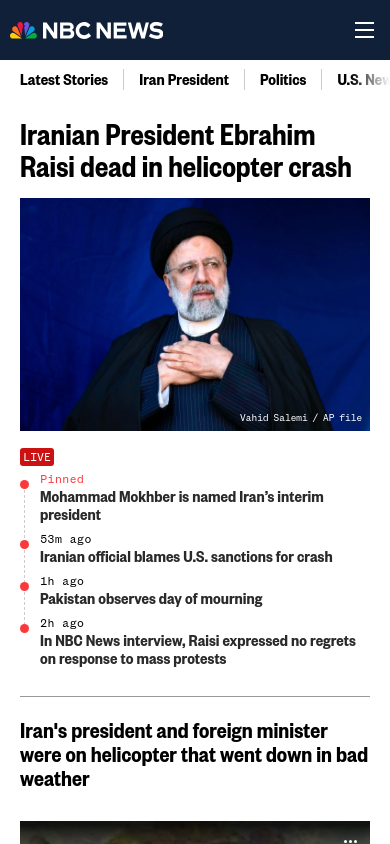 NBC NEWS
Latest Stories
Iran President
Politics
U.S. News
Iranian President Ebrahim
Raisi dead in helicopter crash
Vahid Salemi / AP file
LIVE
Pinned
Mohammad Mokhber is named Iran’s interim
president
53m ago
Iranian official blames U.S. sanctions for crash
1h ago
Pakistan observes day of mourning
2h ago
In NBC News interview, Raisi expressed no regrets
on response to mass protests
Iran's president and foreign minister
were on helicopter that went down in bad
weather